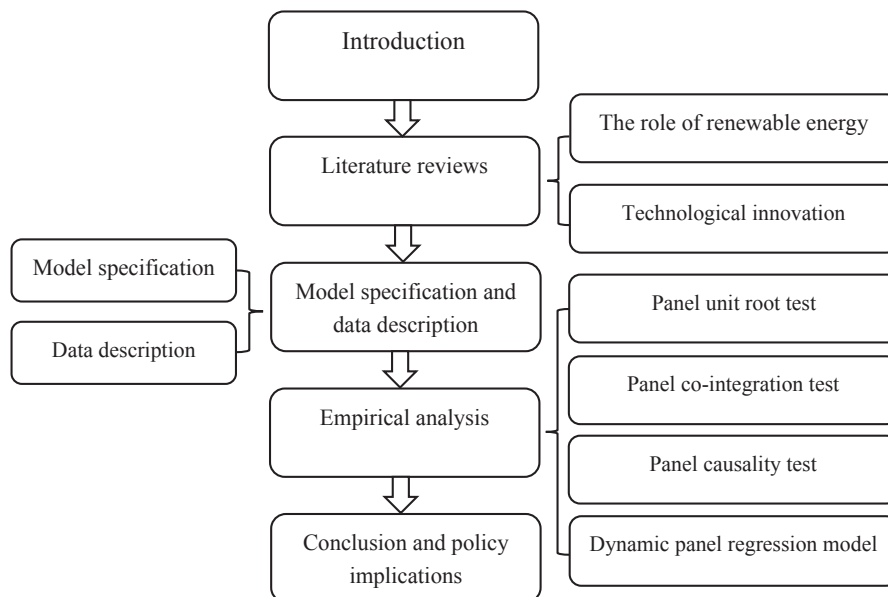 Introduction
Literature reviews
The role of renewable energy
Technological innovation
Model specification and
data description
Model specification
Data description
Empirical analysis
Panel unit root test
Panel co-integration test
Panel causality test
Dynamic panel regression model
Conclusion and policy
implications